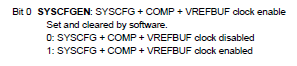 Bit 0 SYSCFGEN: SYSCFG + COMP + VREFBUF clock enable
Set and cleared by software.
0: SYSCFG + COMP + VREFBUF clock disabled
1: SYSCFG + COMP + VREFBUF clock enabled